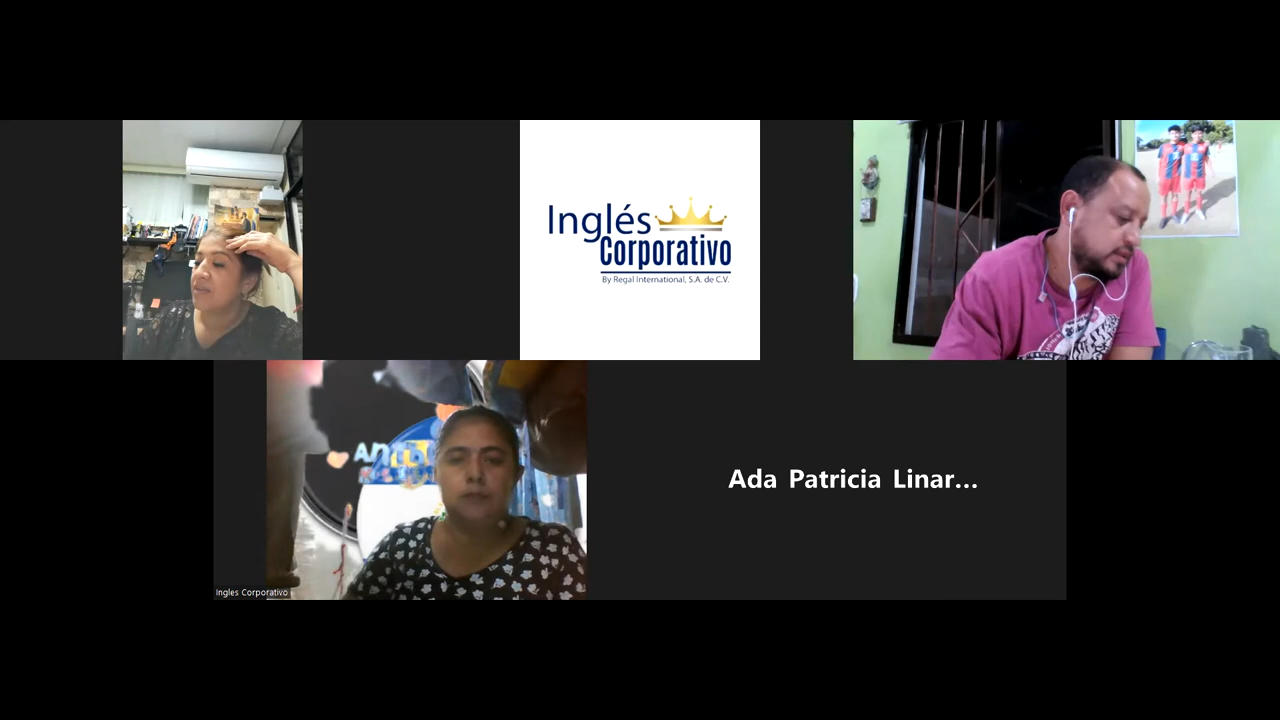 Inglés
Corporativo
By Regal International, S.A. de C.V.
Ingles Corporativo
Ada Patricia Linar...